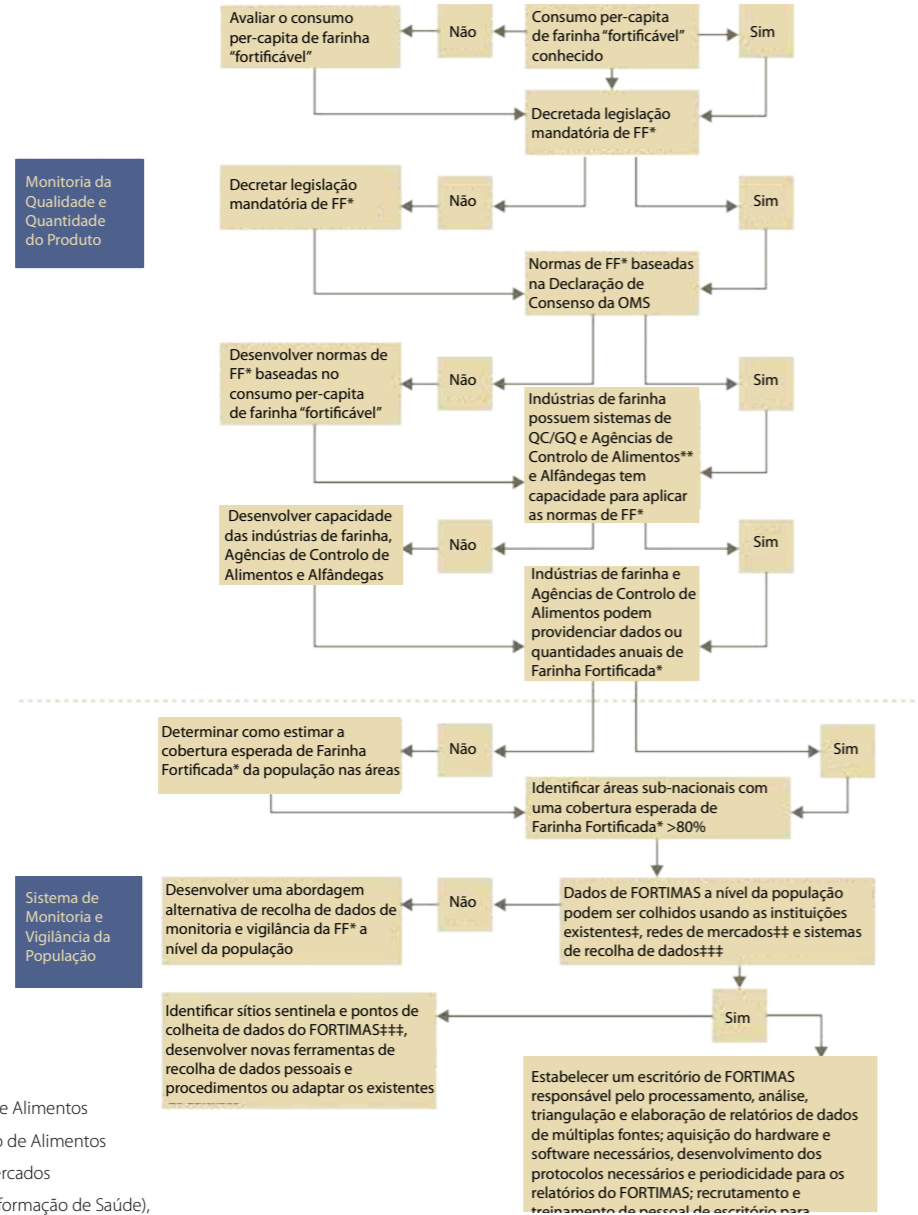 Avaliar o consumo
per-capita de farinha
“fortificável”
Não
Consumo per-capita
de farinha “fortificável”
conhecido
Sim
Decretada legislação
mandatória de FF*
Monitoria da
Qualidade e
Quantidade
do Produto
Decretar legislação
mandatória de FF*
Não
Sim
Normas de FF* baseadas
na Declaração de
Consenso da OMS
Desenvolver normas de
FF* baseadas no
consumo per-capita
de farinha “fortificável”
Não
Sim
Indústrias de farinha
possuem sistemas de
QC/GQ e Agências de
Controlo de Alimentos**
e Alfândegas tem
capacidade para aplicar
as normas de FF*
Desenvolver capacidade
das indústrias de farinha,
Agências de Controlo de
Alimentos e Alfândegas
Não
Sim
Indústrias de farinha e
Agências de Controlo de
Alimentos podem
providenciar dados ou
quantidades anuais de
Farinha Fortificada*
Determinar como estimar a
cobertura esperada de Farinha
Fortificada* da população nas áreas
Não
Sim
Identificar áreas sub-nacionais com
uma cobertura esperada de
Farinha Fortificada* >80%
Sistema de
Monitoria e
Vigilância da
População
Desenvolver uma abordagem
alternativa de recolha de dados de
monitoria e vigilância da FF* a
nível da população
Não
Dados de FORTIMAS a nível da população
podem ser colhidos usando as instituições
existentes‡, redes de mercados‡‡ e sistemas
de recolha de dados‡‡‡
Identificar sítios sentinela e pontos de
colheita de dados do FORTIMAS‡‡‡,
desenvolver novas ferramentas de
recolha de dados pessoais e
procedimentos ou adaptar os existentes
Sim
Estabelecer um escritório de FORTIMAS
responsável pelo processamento, análise,
triangulação e elaboração de relatórios de dados
de múltiplas fontes; aquisição do hardware e
software necessários, desenvolvimento dos
protocolos necessários e periodicidade para os
relatórios do FORTIMAS; recrutamento e
treinamento de pessoal de escritório para
e Alimentos
o de Alimentos
ercados
formação de Saúde),